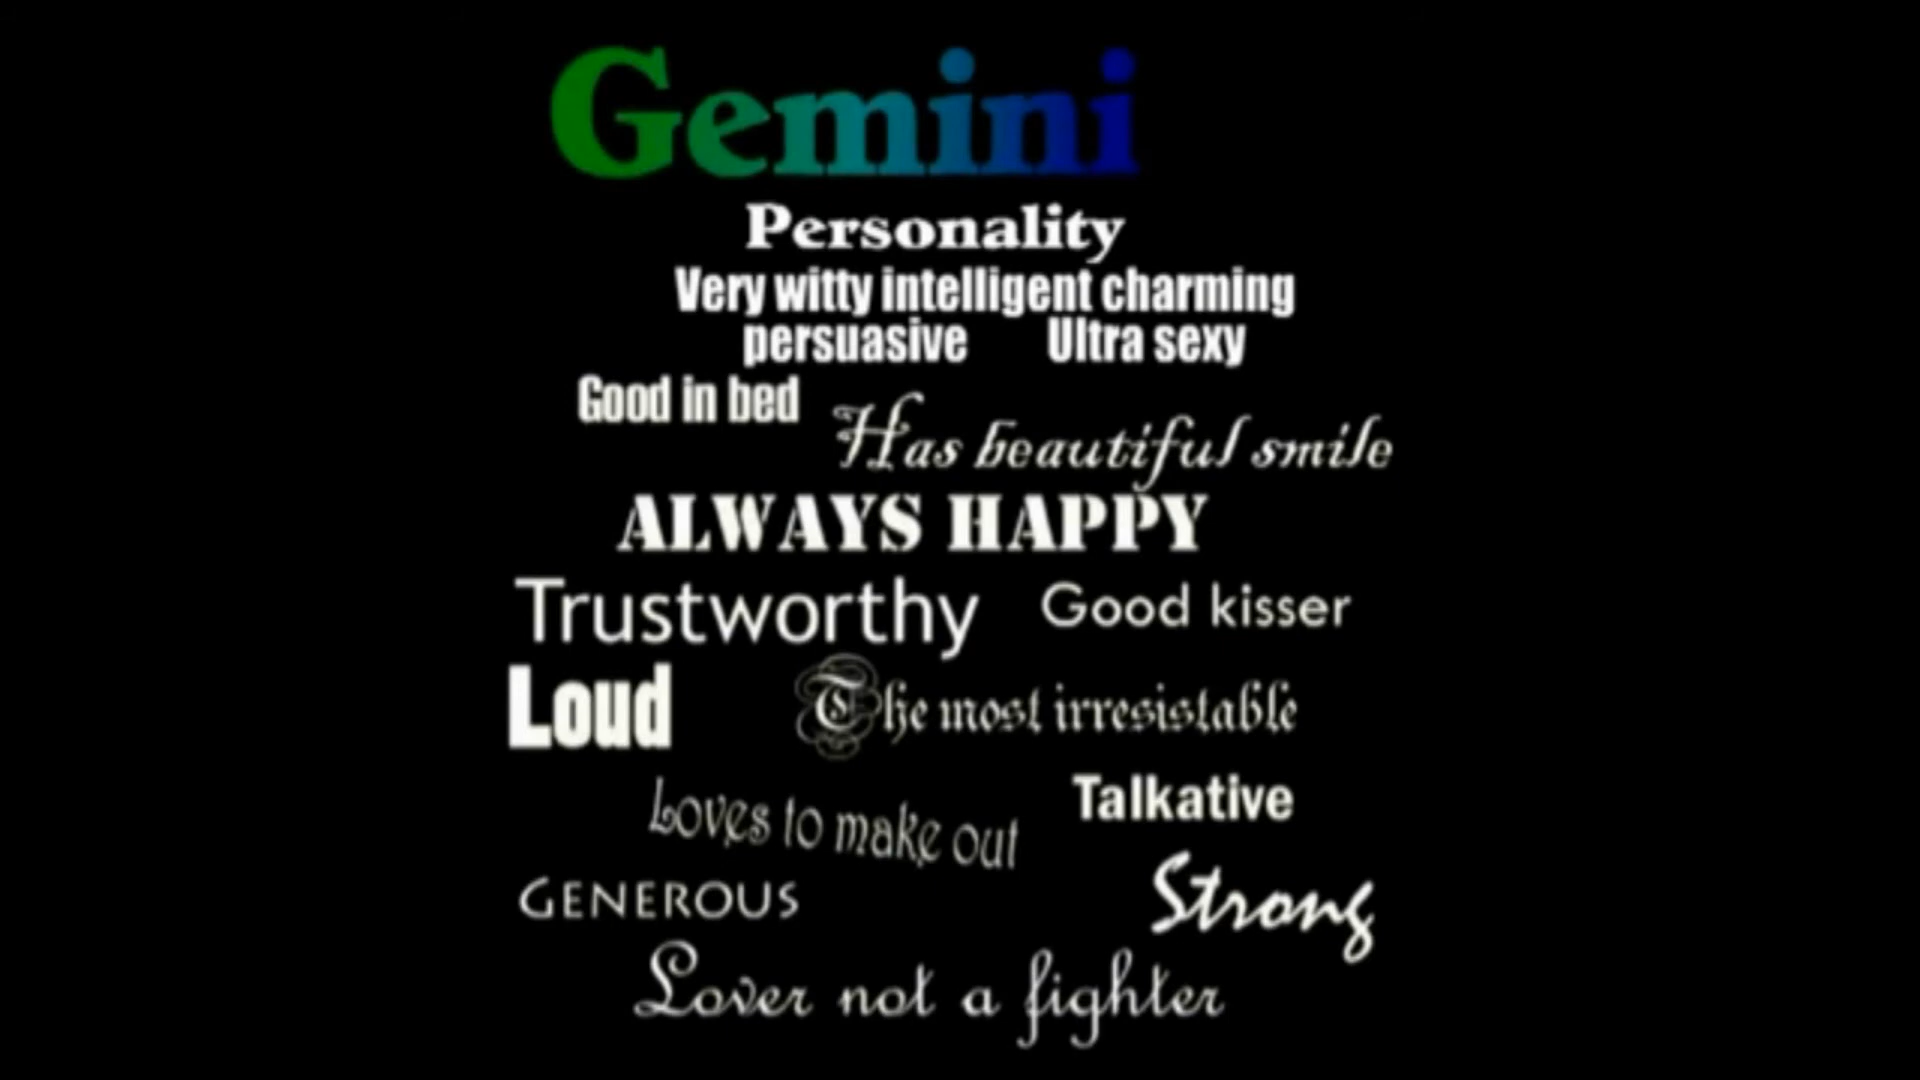 Gemini
Personality
Very witty intelligent charming
persuasive Ultra sexy
Good in bed
Has beautiful smile
ALWAYS HAPPY
Trustworthy Good kisser
Loud The most irresistable
Loves to make out Talkative
GENEROUS Strong
Lover not a fighter